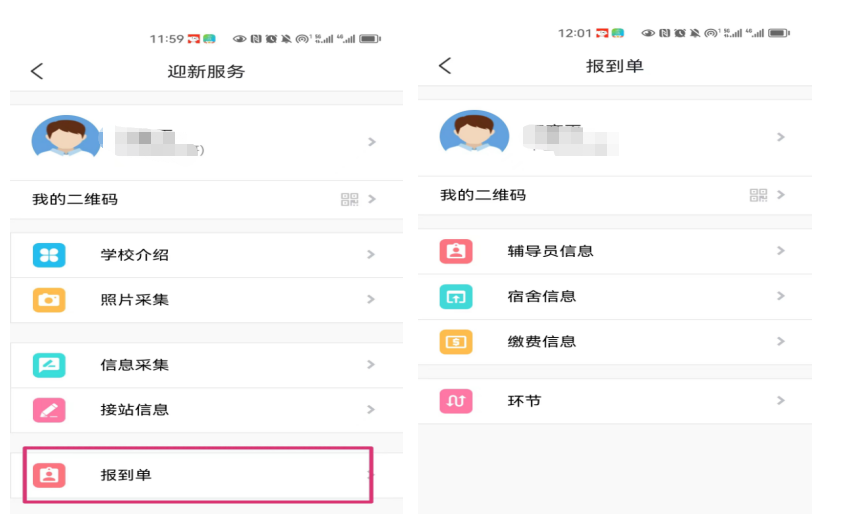 11:59
迎新服务
我的二维码
学校介绍
照片采集
信息采集
接站信息
报到单
12:01
报到单
我的二维码
辅导员信息
宿舍信息
缴费信息
环节